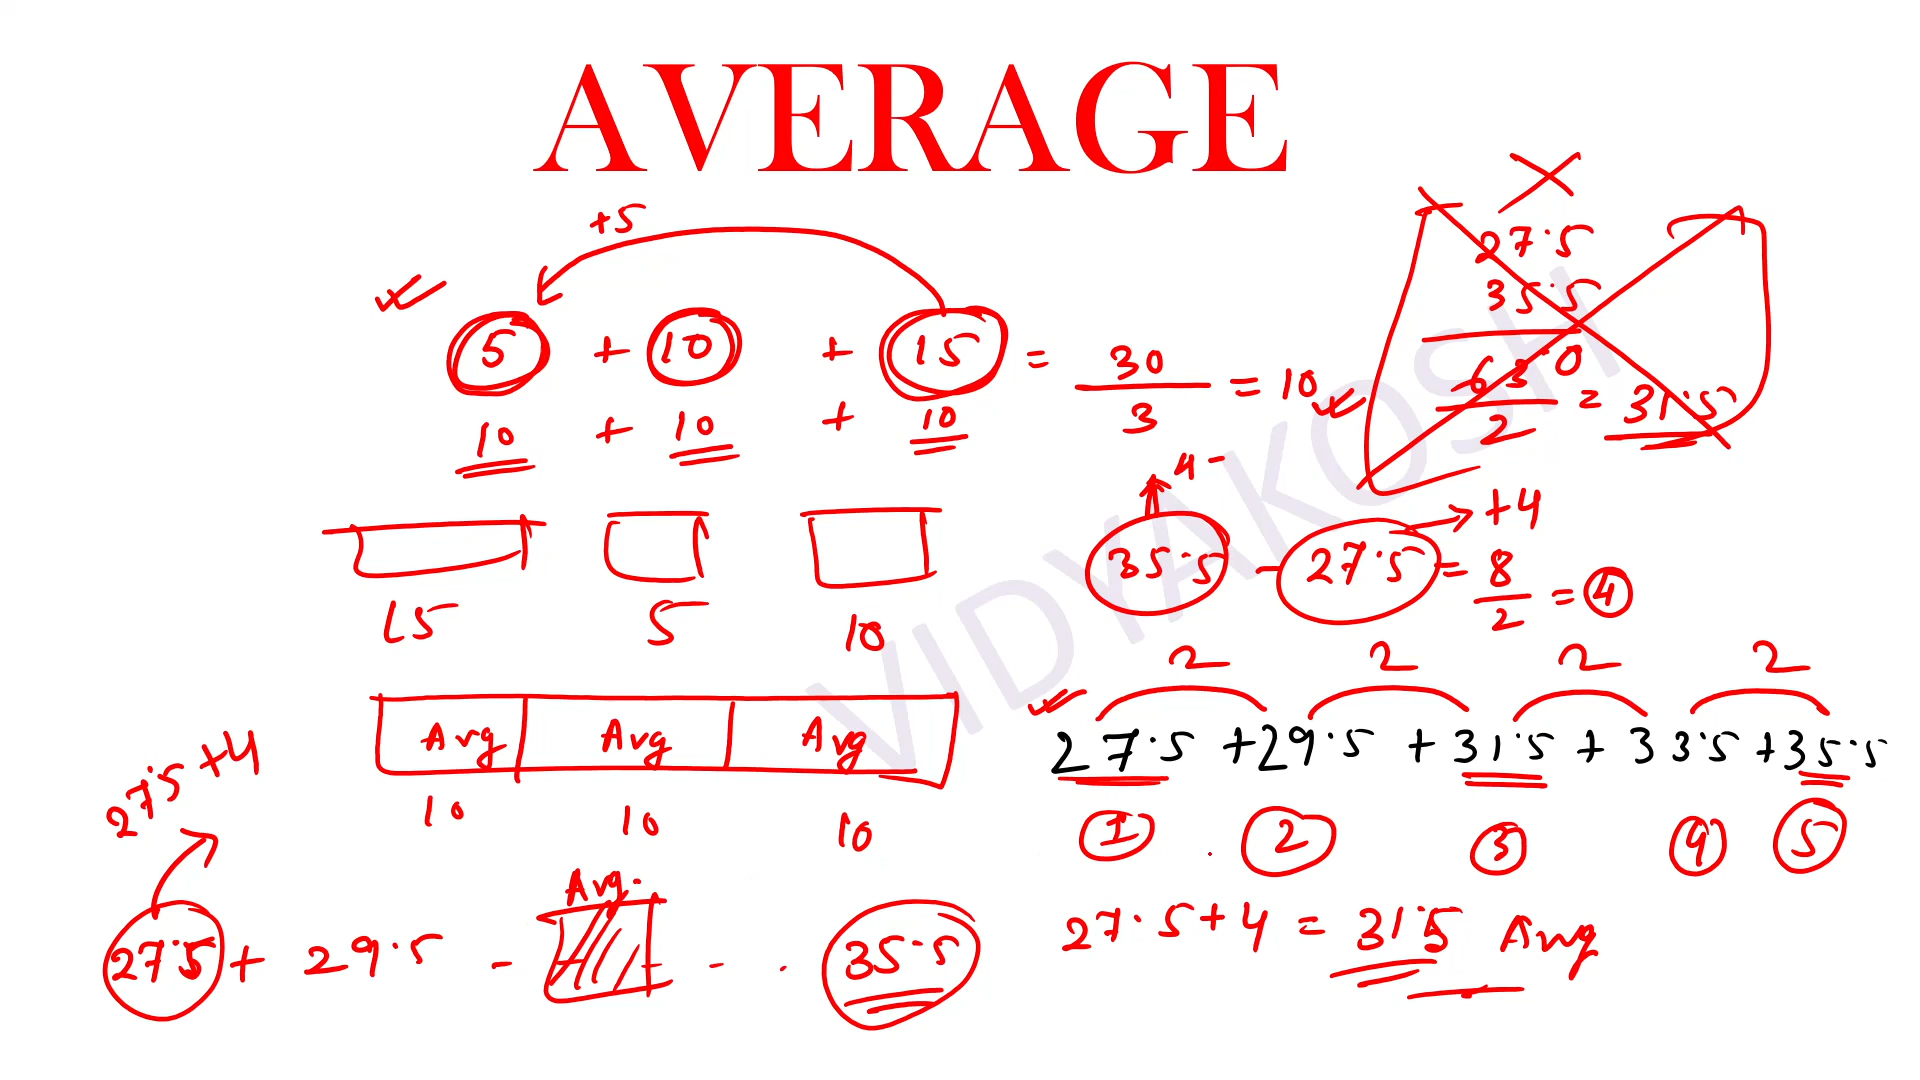 AVERAGE
+5
5 + 10 + 15 = 30/3 = 10
10 + 10 + 10
27.5
35.5
63.0/2 = 31.5
15 5 10
4 -
+4
35.5 - 27.5 = 8/2 = 4
2 2 2 2
27.5 + 29.5 + 31.5 + 33.5 + 35.5
1 2 3 4 5
Avg Avg Avg
10 10 10
27.5 + 4
Avg.
27.5 + 29.5 - - - . 35.5
27.5 + 4 = 31.5 Avg
VIDYAKOSH